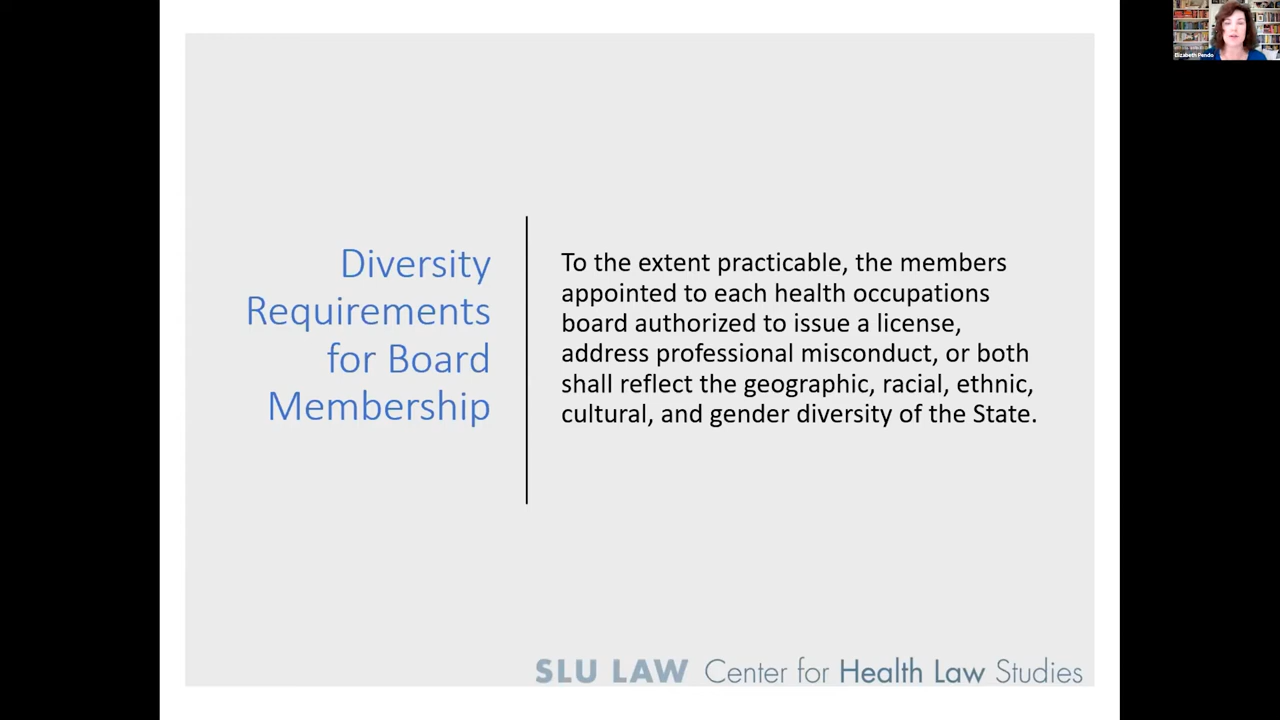 Diversity
Requirements
for Board
Membership
To the extent practicable, the members
appointed to each health occupations
board authorized to issue a license,
address professional misconduct, or both
shall reflect the geographic, racial, ethnic,
cultural, and gender diversity of the State.
SLU LAW Center for Health Law Studies
Elizabeth Pendo